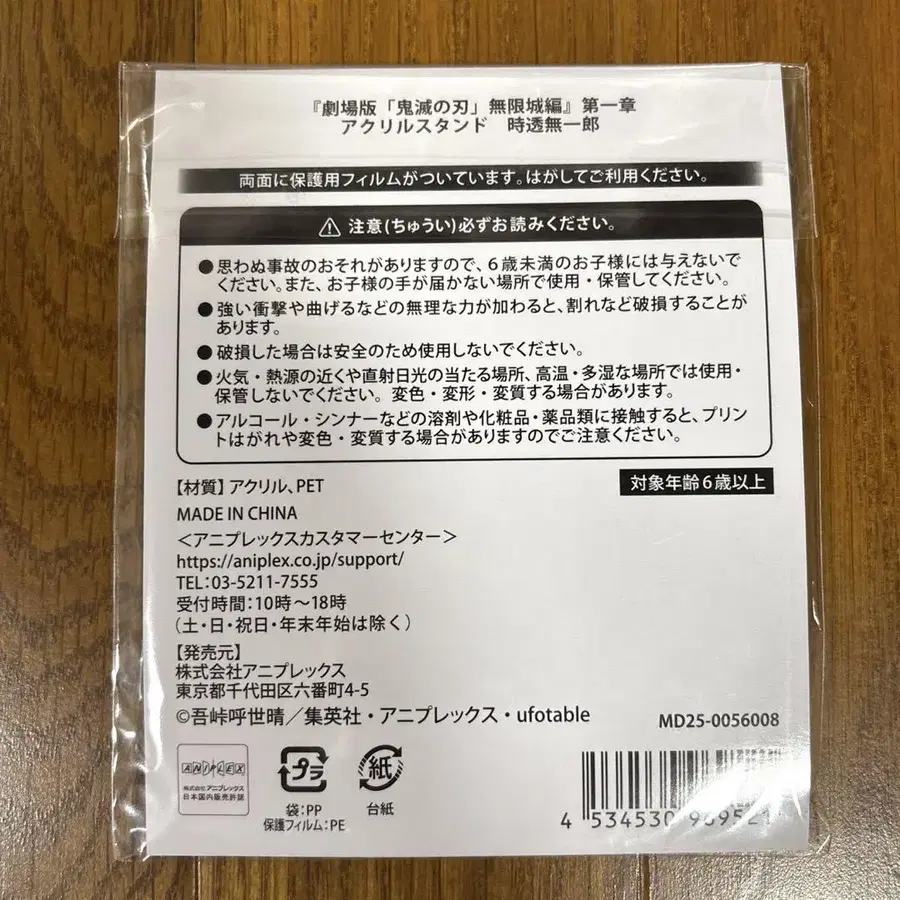 『劇場版「鬼滅の刃」無限城編』第一章
アクリルスタンド 時透無一郎
両面に保護用フィルムがついています。はがしてご利用ください。
注意(ちゅうい)必ずお読みください。
●思わぬ事故のおそれがありますので、6歳未満のお子様には与えないで
ください。また、お子様の手が届かない場所で使用・保管してください。
●強い衝撃や曲げるなどの無理な力が加わると、割れなど破損することが
あります。
●破損した場合は安全のため使用しないでください。
●火気・熱源の近くや直射日光の当たる場所、高温・多湿な場所では使用・
保管しないでください。変色・変形・変質する場合があります。
●アルコール・シンナーなどの溶剤や化粧品・薬品類に接触すると、プリン
トはがれや変色・変質する場合がありますのでご注意ください。
【材質】アクリル、PET
対象年齢6歳以上
MADE IN CHINA
＜アニプレックスカスタマーセンター＞
https://aniplex.co.jp/support/
TEL：03-5211-7555
受付時間：10時～18時
(土・日・祝日・年末年始は除く)
【発売元】
株式会社アニプレックス
東京都千代田区六番町4-5
©吾峠呼世晴／集英社・アニプレックス・ufotable
MD25-0056008
ANIPLEX
株式会社アニプレックス
日本国内販売許諾
プラ
袋：PP
保護フィルム：PE
紙
台紙
4 534530